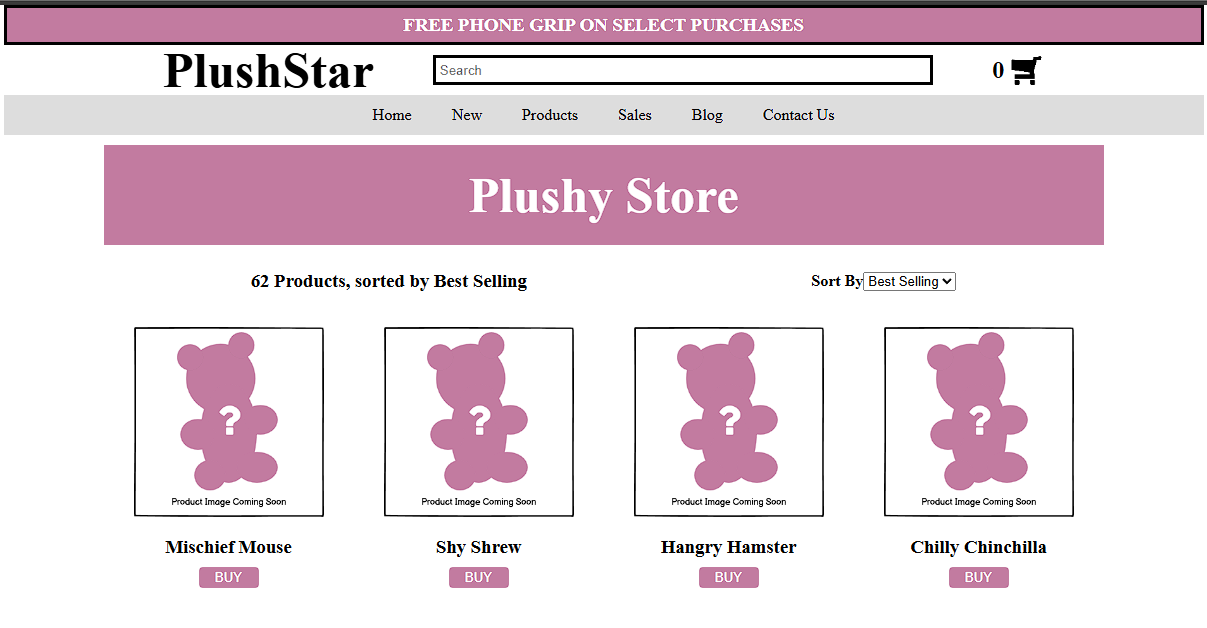 FREE PHONE GRIP ON SELECT PURCHASES
PlushStar
Search
0
Home New Products Sales Blog Contact Us
Plushy Store
62 Products, sorted by Best Selling
Sort By Best Selling
? ? ? ?
Product Image Coming Soon Product Image Coming Soon Product Image Coming Soon Product Image Coming Soon
Mischief Mouse Shy Shrew Hangry Hamster Chilly Chinchilla
BUY BUY BUY BUY